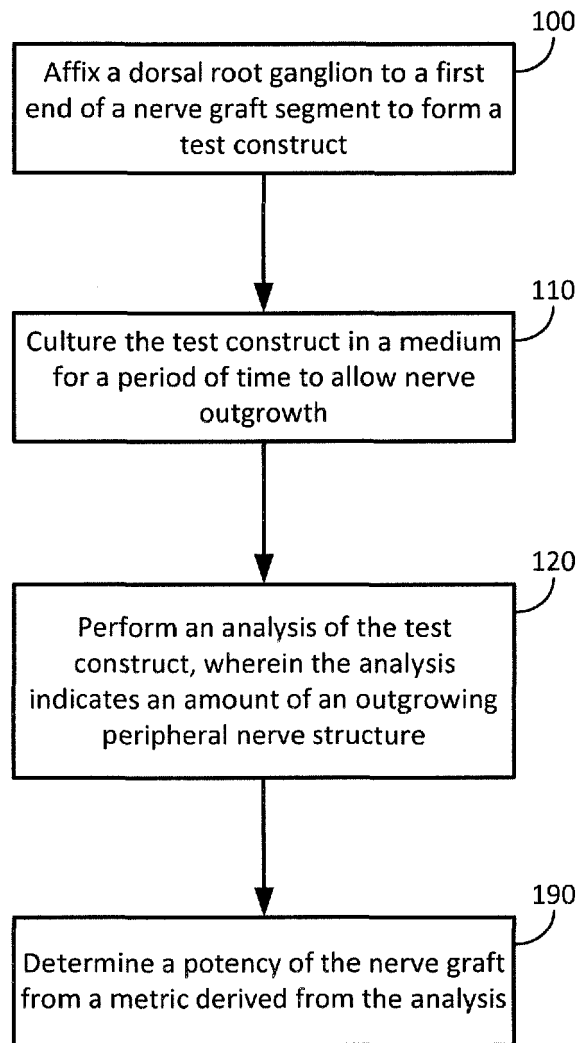 100
Affix a dorsal root ganglion to a first
end of a nerve graft segment to form a
test construct
110
Culture the test construct in a medium
for a period of time to allow nerve
outgrowth
120
Perform an analysis of the test
construct, wherein the analysis
indicates an amount of an outgrowing
peripheral nerve structure
190
Determine a potency of the nerve graft
from a metric derived from the analysis